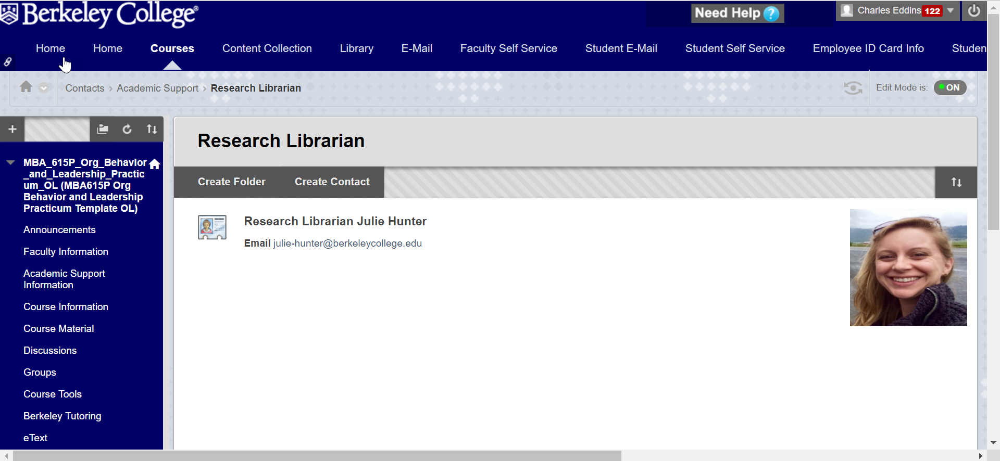 Berkeley College®
Need Help ?
Charles Eddins 122
Home Home Courses Content Collection Library E-Mail Faculty Self Service Student E-Mail Student Self Service Employee ID Card Info Studen
Contacts > Academic Support > Research Librarian
Edit Mode is: ON
MBA_615P_Org_Behavior
_and_Leadership_Practic
um_OL (MBA615P Org
Behavior and Leadership
Practicum Template OL)
Announcements
Faculty Information
Academic Support
Information
Course Information
Course Material
Discussions
Groups
Course Tools
Berkeley Tutoring
eText
Research Librarian
Create Folder Create Contact
Research Librarian Julie Hunter
Email julie-hunter@berkeleycollege.edu